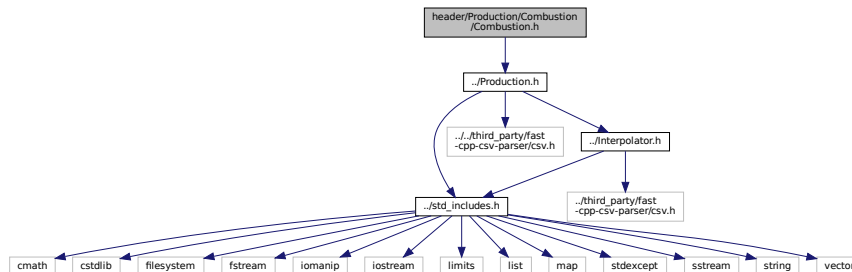 header/Production/Combustion
/Combustion.h
../Production.h
../../third_party/fast
-cpp-csv-parser/csv.h
../Interpolator.h
../third_party/fast
-cpp-csv-parser/csv.h
../std_includes.h
cmath
cstdlib
filesystem
fstream
iomanip
iostream
limits
list
map
stdexcept
sstream
string
vector